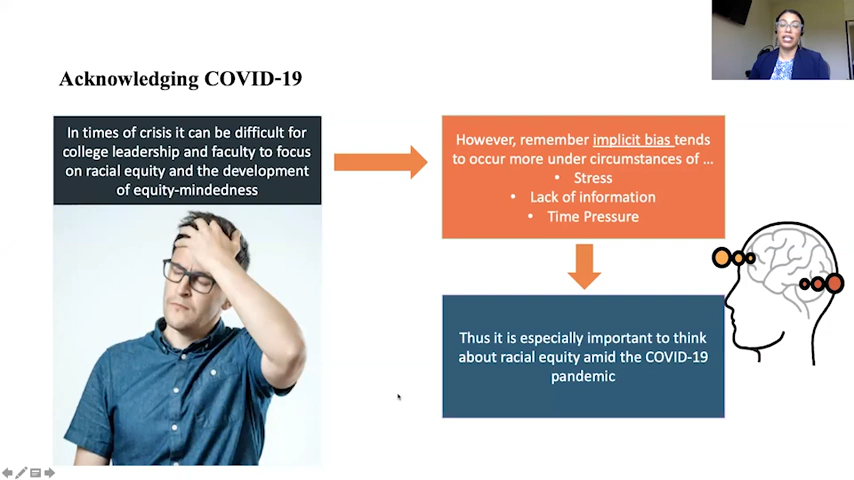 Acknowledging COVID-19
In times of crisis it can be difficult for
college leadership and faculty to focus
on racial equity and the development
of equity-mindedness
However, remember implicit bias tends
to occur more under circumstances of ...
• Stress
• Lack of information
• Time Pressure
Thus it is especially important to think
about racial equity amid the COVID-19
pandemic